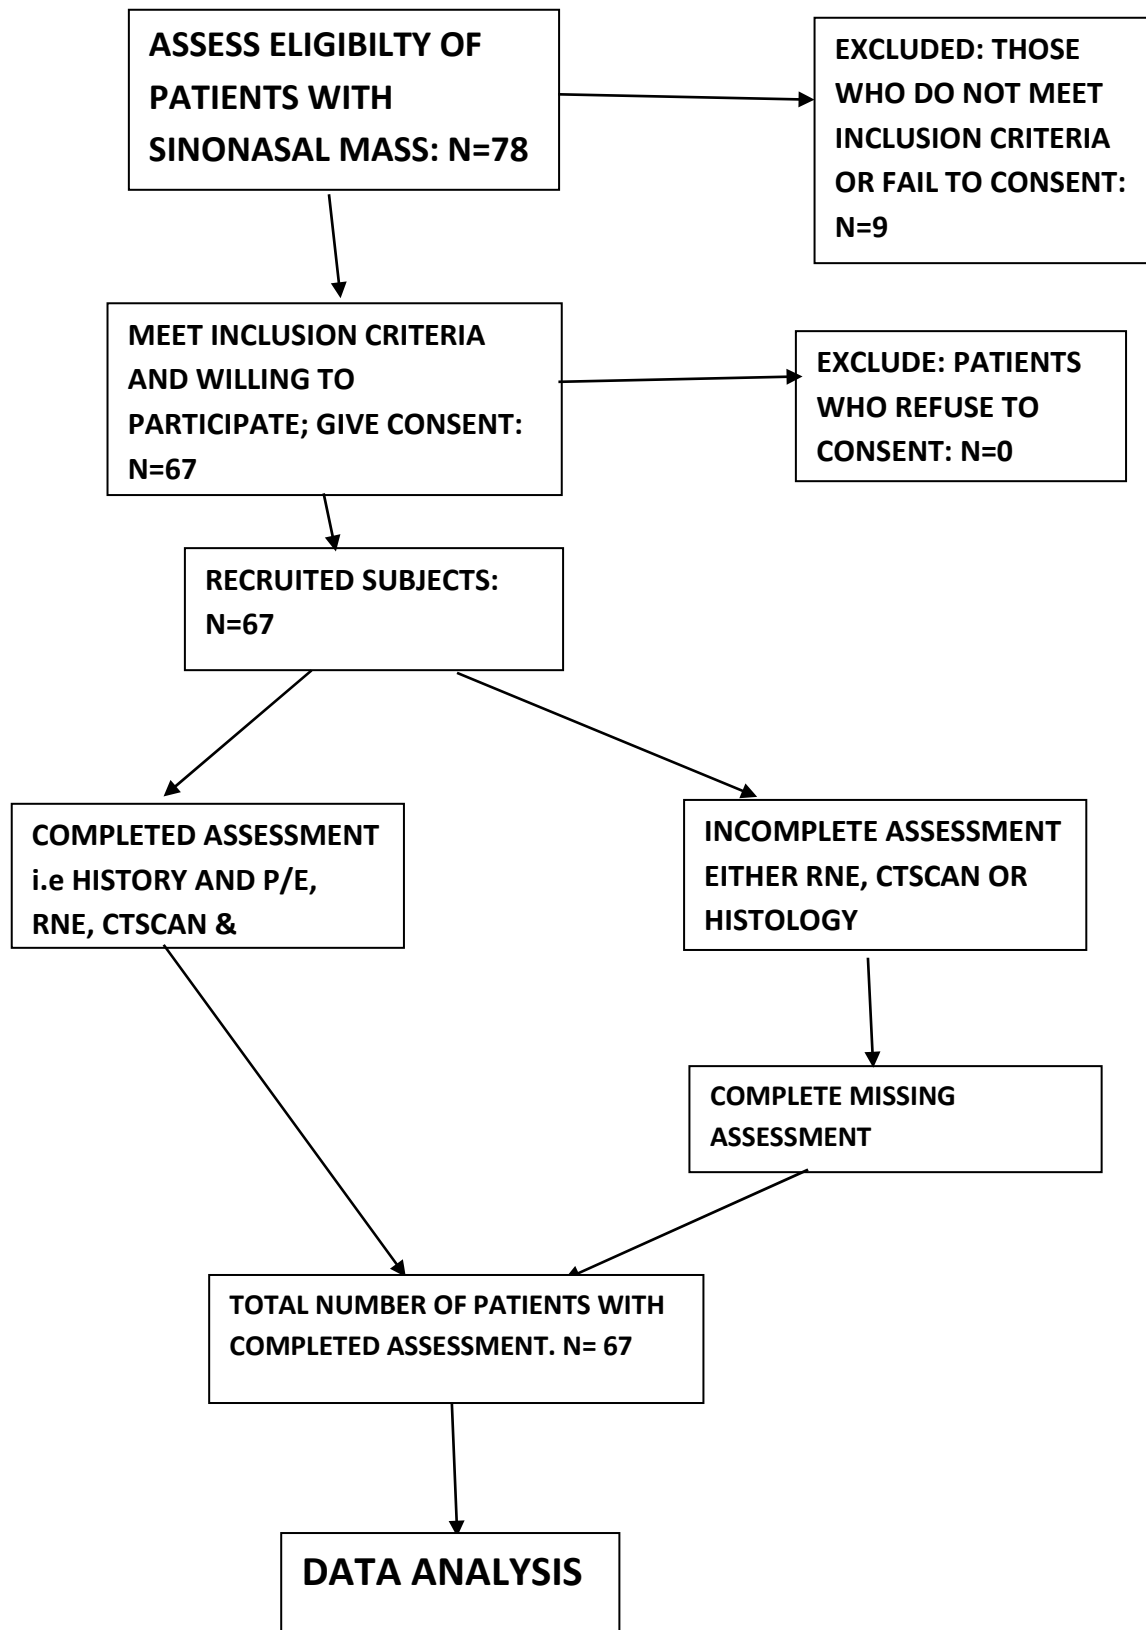 ASSESS ELIGIBILTY OF
PATIENTS WITH
SINONASAL MASS: N=78
EXCLUDED: THOSE
WHO DO NOT MEET
INCLUSION CRITERIA
OR FAIL TO CONSENT:
N=9
MEET INCLUSION CRITERIA
AND WILLING TO
PARTICIPATE; GIVE CONSENT:
N=67
EXCLUDE: PATIENTS
WHO REFUSE TO
CONSENT: N=0
RECRUITED SUBJECTS:
N=67
COMPLETED ASSESSMENT
i.e HISTORY AND P/E,
RNE, CTSCAN &
INCOMPLETE ASSESSMENT
EITHER RNE, CTSCAN OR
HISTOLOGY
COMPLETE MISSING
ASSESSMENT
TOTAL NUMBER OF PATIENTS WITH
COMPLETED ASSESSMENT. N= 67
DATA ANALYSIS